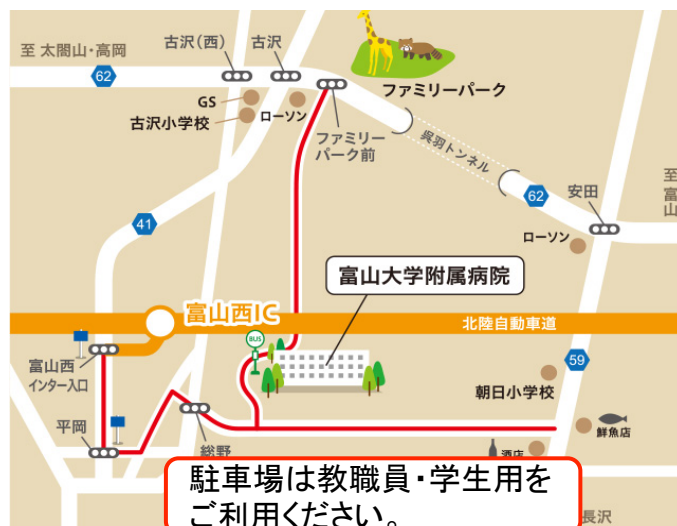 至 太閤山・高岡
古沢(西)
古沢
62
GS
古沢小学校
ローソン
ファミリー
パーク前
ファミリーパーク
呉羽トンネル
62
安田
至
富
山
ローソン
41
富山大学附属病院
富山西IC
北陸自動車道
BUS
富山西
インター入口
59
朝日小学校
平岡
総野
鮮魚店
酒店
長沢
駐車場は教職員・学生用を
ご利用ください。